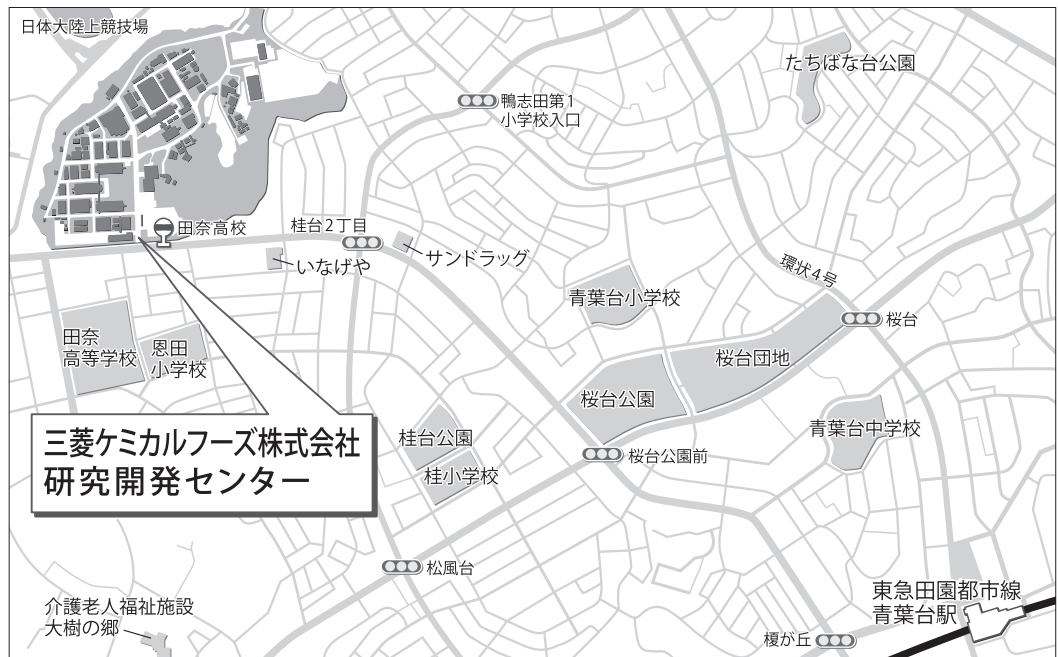 日体大陸上競技場
たちばな台公園
鴨志田第1
小学校入口
田奈高校
桂台2丁目
サンドラッグ
いなげや
環状4号
青葉台小学校
桜台
田奈
高等学校
恩田
小学校
桜台団地
桜台公園
青葉台中学校
三菱ケミカルフーズ株式会社
研究開発センター
桂台公園
桂小学校
桜台公園前
松風台
介護老人福祉施設
大樹の郷
東急田園都市線
青葉台駅
榎が丘